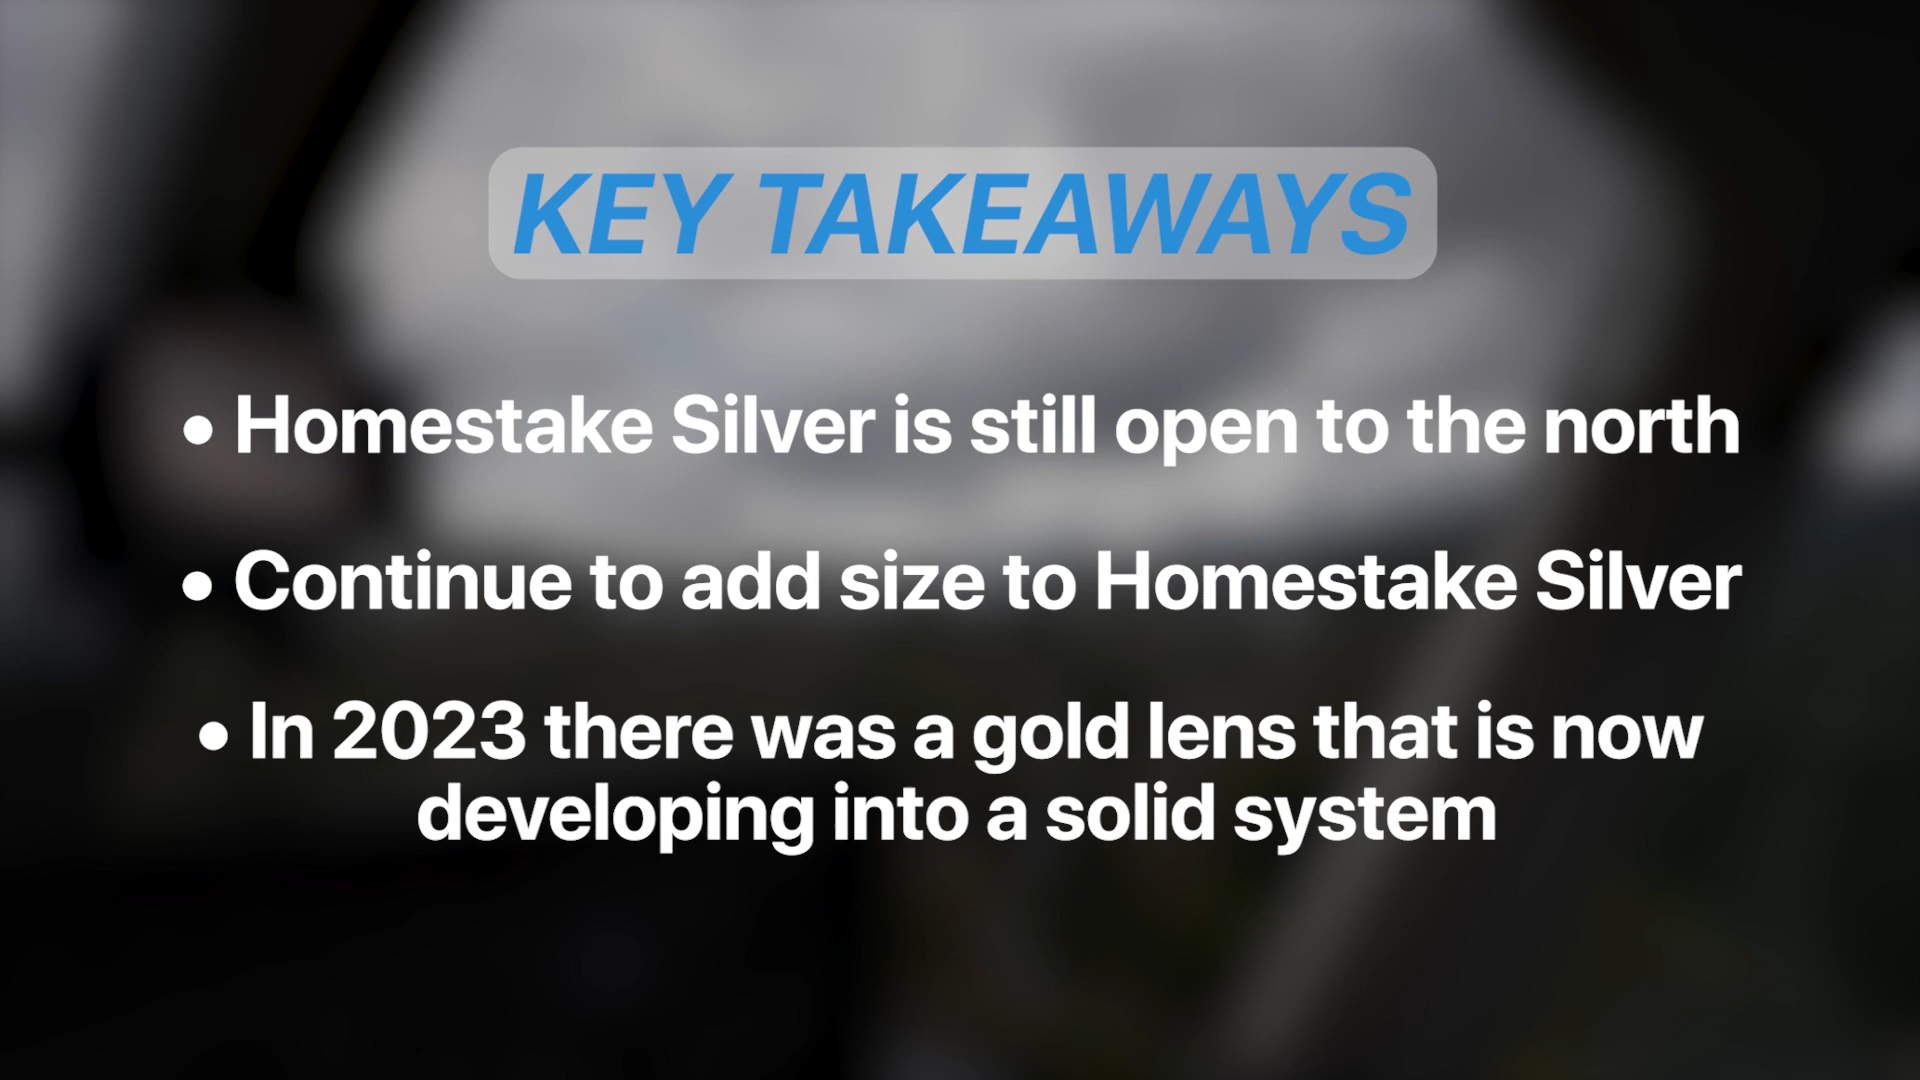 KEY TAKEAWAYS
• Homestake Silver is still open to the north
• Continue to add size to Homestake Silver
• In 2023 there was a gold lens that is now
developing into a solid system